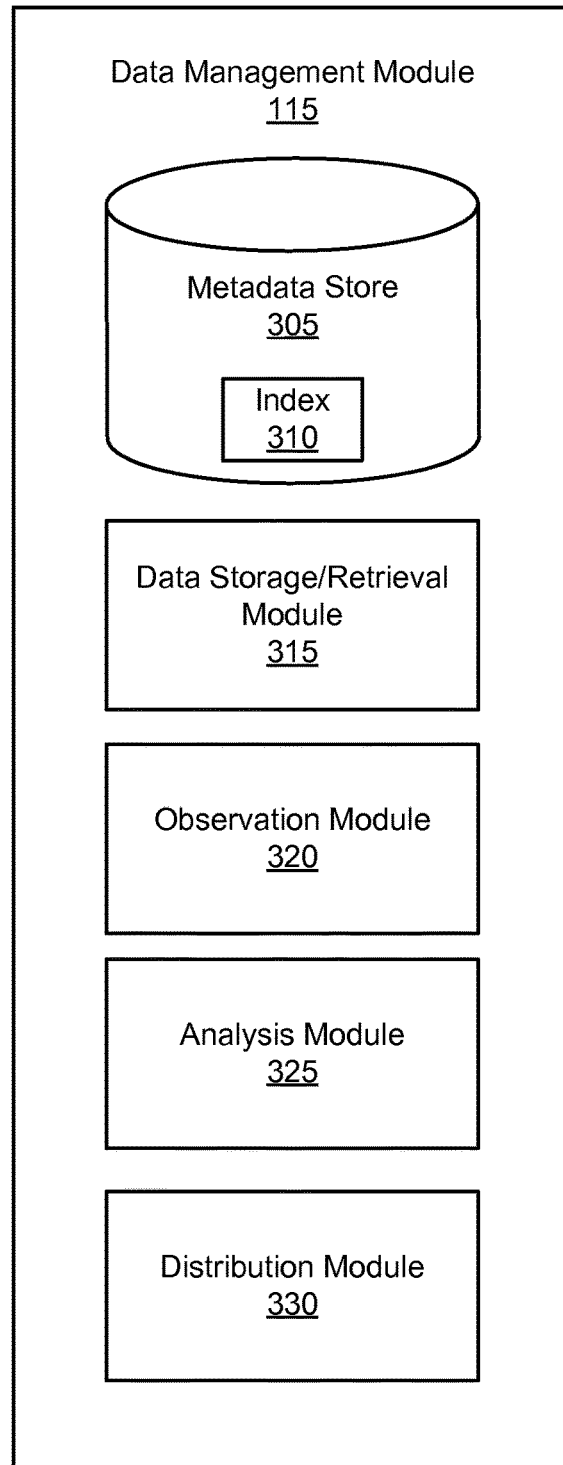 Data Management Module
115
Metadata Store
305
Index
310
Data Storage/Retrieval
Module
315
Observation Module
320
Analysis Module
325
Distribution Module
330